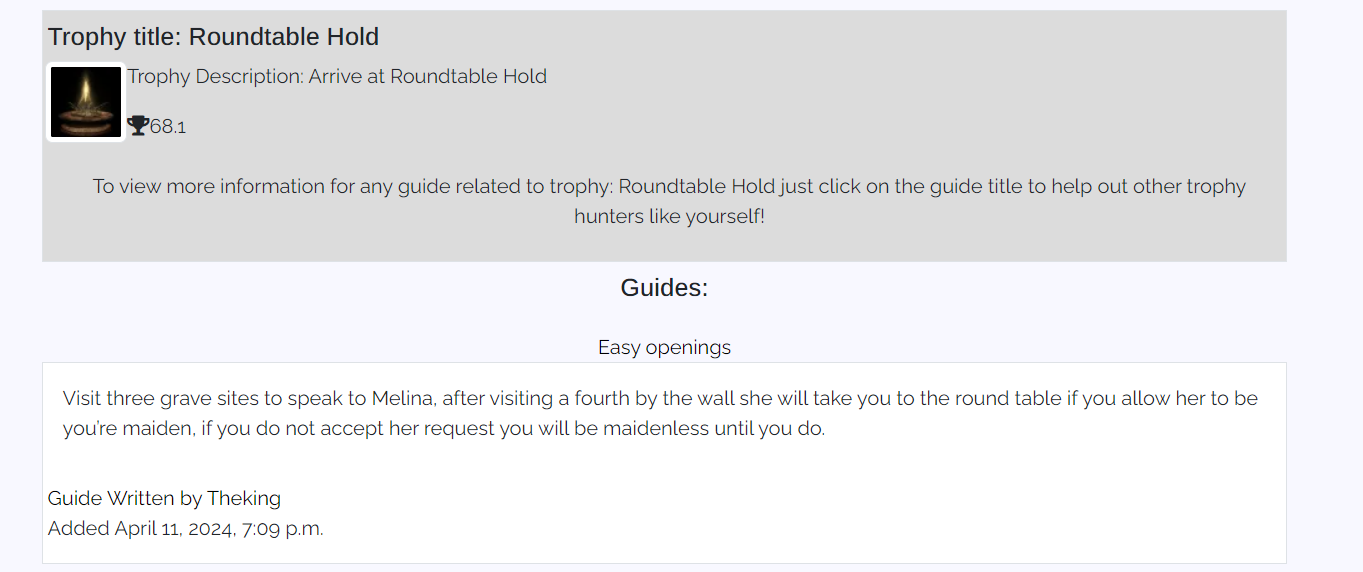 Trophy title: Roundtable Hold
Trophy Description: Arrive at Roundtable Hold
68.1
To view more information for any guide related to trophy: Roundtable Hold just click on the guide title to help out other trophy
hunters like yourself!
Guides:
Easy openings
Visit three grave sites to speak to Melina, after visiting a fourth by the wall she will take you to the round table if you allow her to be
you're maiden, if you do not accept her request you will be maidenless until you do.
Guide Written by Theking
Added April 11, 2024, 7:09 p.m.